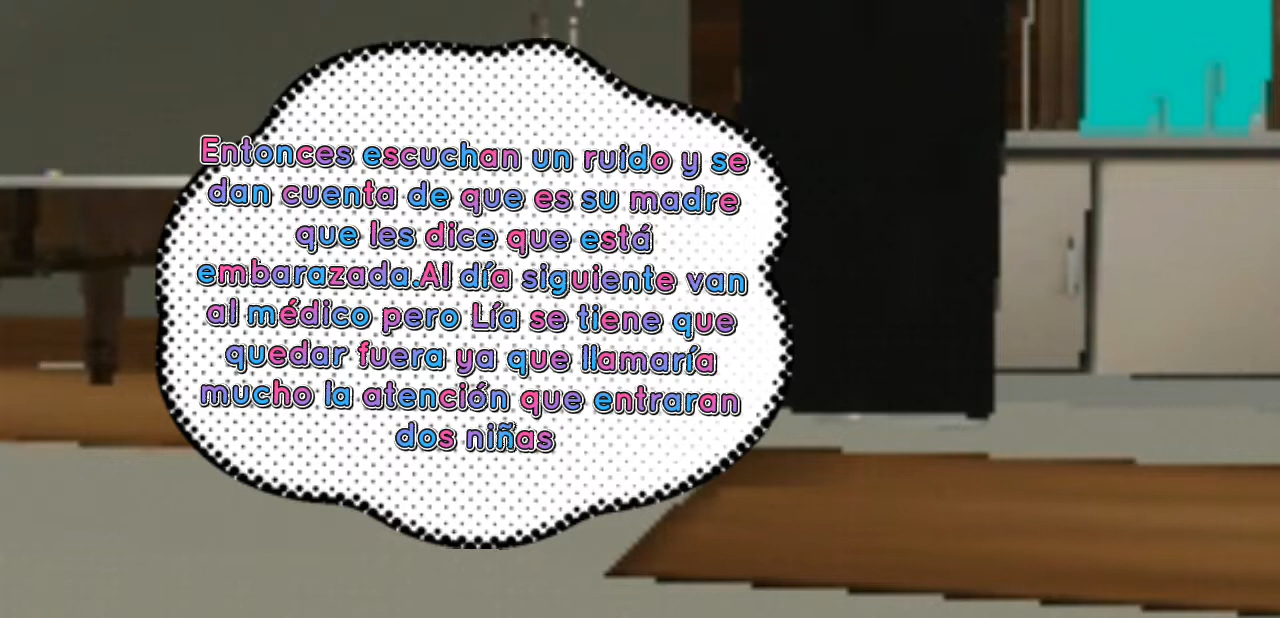 Entonces escuchan un ruido y se
dan cuenta de que es su madre
que les dice que está
embarazada.Al día siguiente van
al médico pero Lía se tiene que
quedar fuera ya que llamaría
mucho la atención que entraran
dos niñas